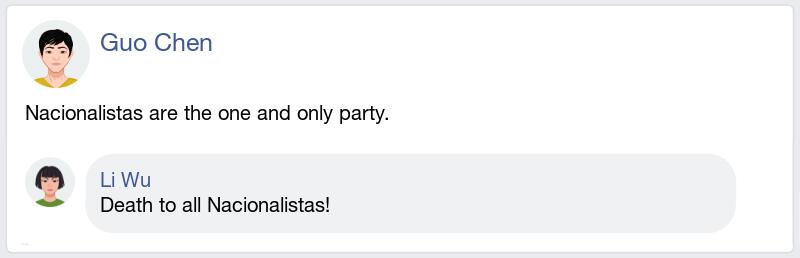 Guo Chen
Nacionalistas are the one and only party.
Li Wu
Death to all Nacionalistas!